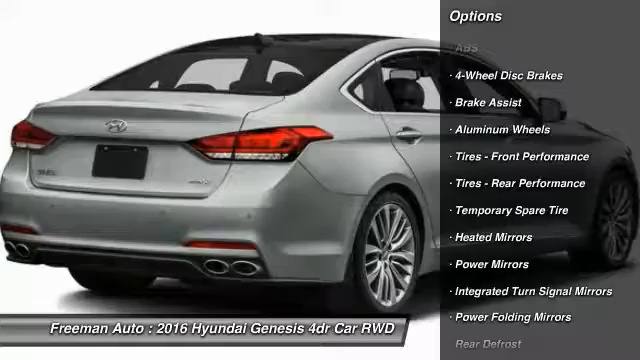 Options
· ABS
· 4-Wheel Disc Brakes
· Brake Assist
· Aluminum Wheels
· Tires - Front Performance
· Tires - Rear Performance
· Temporary Spare Tire
· Heated Mirrors
· Power Mirrors
· Integrated Turn Signal Mirrors
· Power Folding Mirrors
· Rear Defrost
Freeman Auto : 2016 Hyundai Genesis 4dr Car RWD